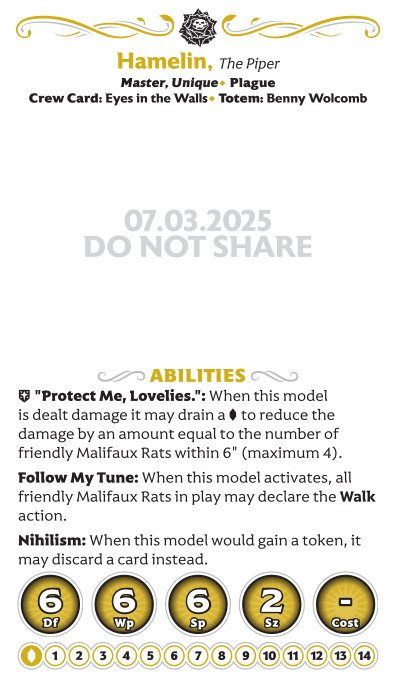 Hamelin, The Piper
Master, Unique • Plague
Crew Card: Eyes in the Walls • Totem: Benny Wolcomb
07.03.2025
DO NOT SHARE
ABILITIES
"Protect Me, Lovelies.": When this model
is dealt damage it may drain a to reduce the
damage by an amount equal to the number of
friendly Malifaux Rats within 6" (maximum 4).
Follow My Tune: When this model activates, all
friendly Malifaux Rats in play may declare the Walk
action.
Nihilism: When this model would gain a token, it
may discard a card instead.
6 6 6 2 -
Df Wp Sp Sz Cost
1 2 3 4 5 6 7 8 9 10 11 12 13 14